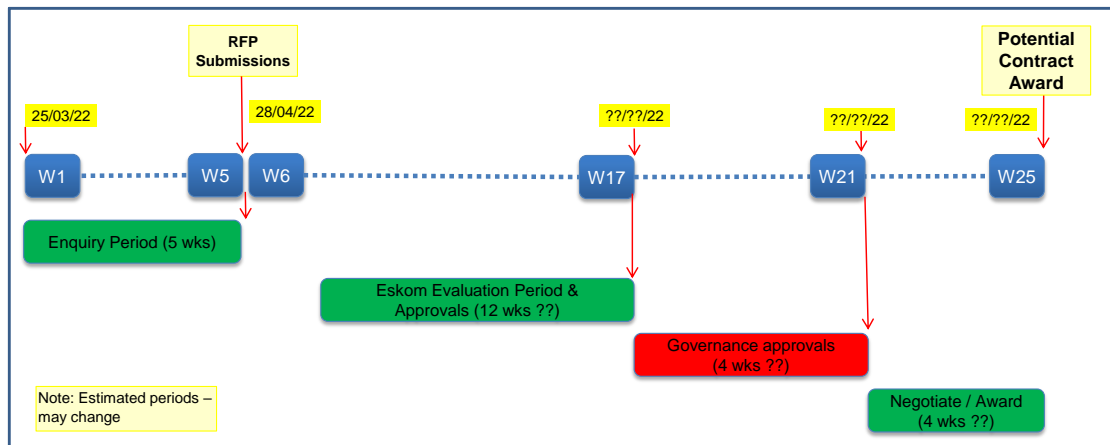 RFP
Submissions
Potential
Contract
Award
25/03/22
28/04/22
??/??/22
??/??/22
??/??/22
W1
W5
W6
W17
W21
W25
Enquiry Period (5 wks)
Eskom Evaluation Period &
Approvals (12 wks ??)
Governance approvals
(4 wks ??)
Note: Estimated periods –
may change
Negotiate / Award
(4 wks ??)